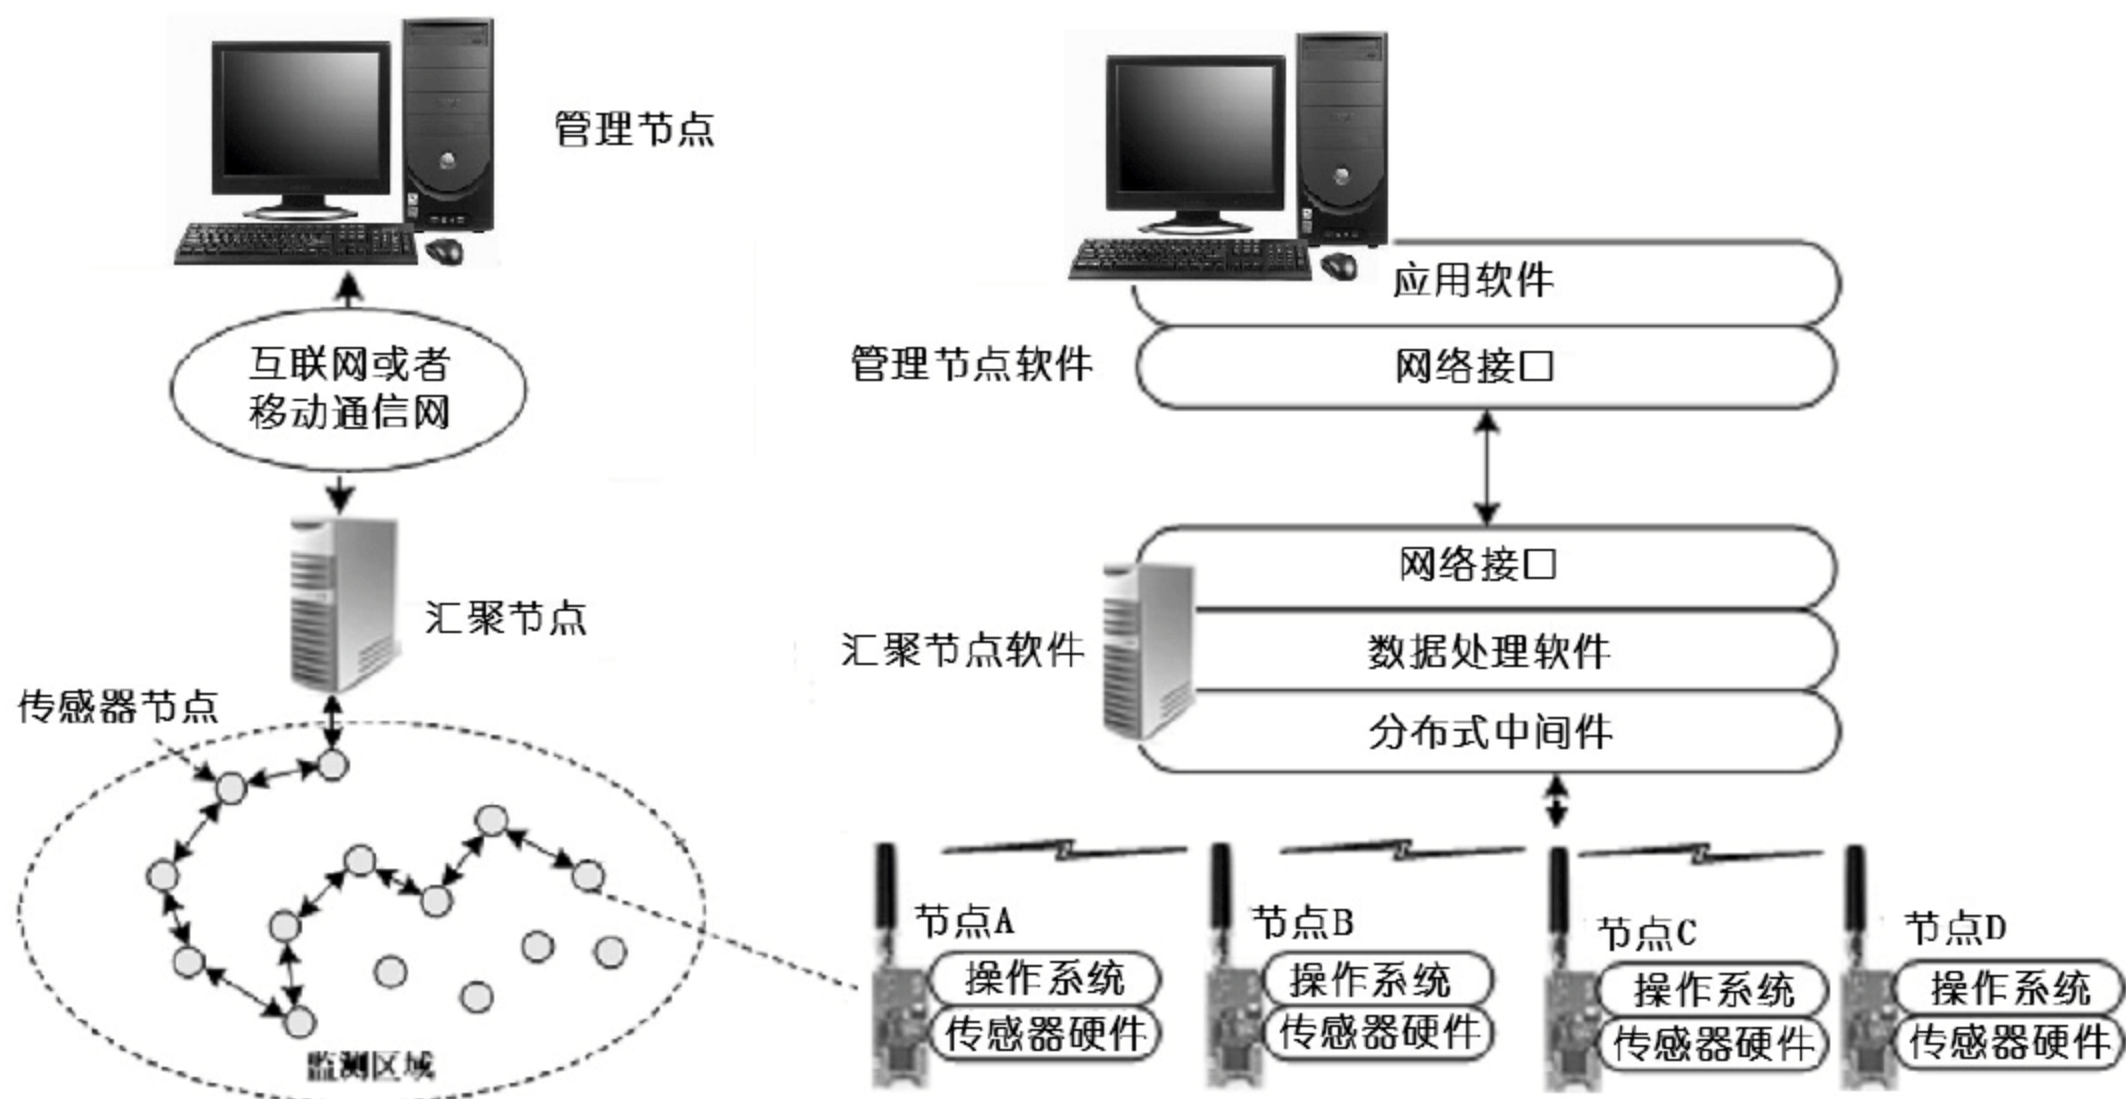 管理节点
互联网或者
移动通信网
汇聚节点
传感器节点
监测区域
应用软件
管理节点软件
网络接口
网络接口
汇聚节点软件
数据处理软件
分布式中间件
节点A
操作系统
传感器硬件
节点B
操作系统
传感器硬件
节点C
操作系统
传感器硬件
节点D
操作系统
传感器硬件